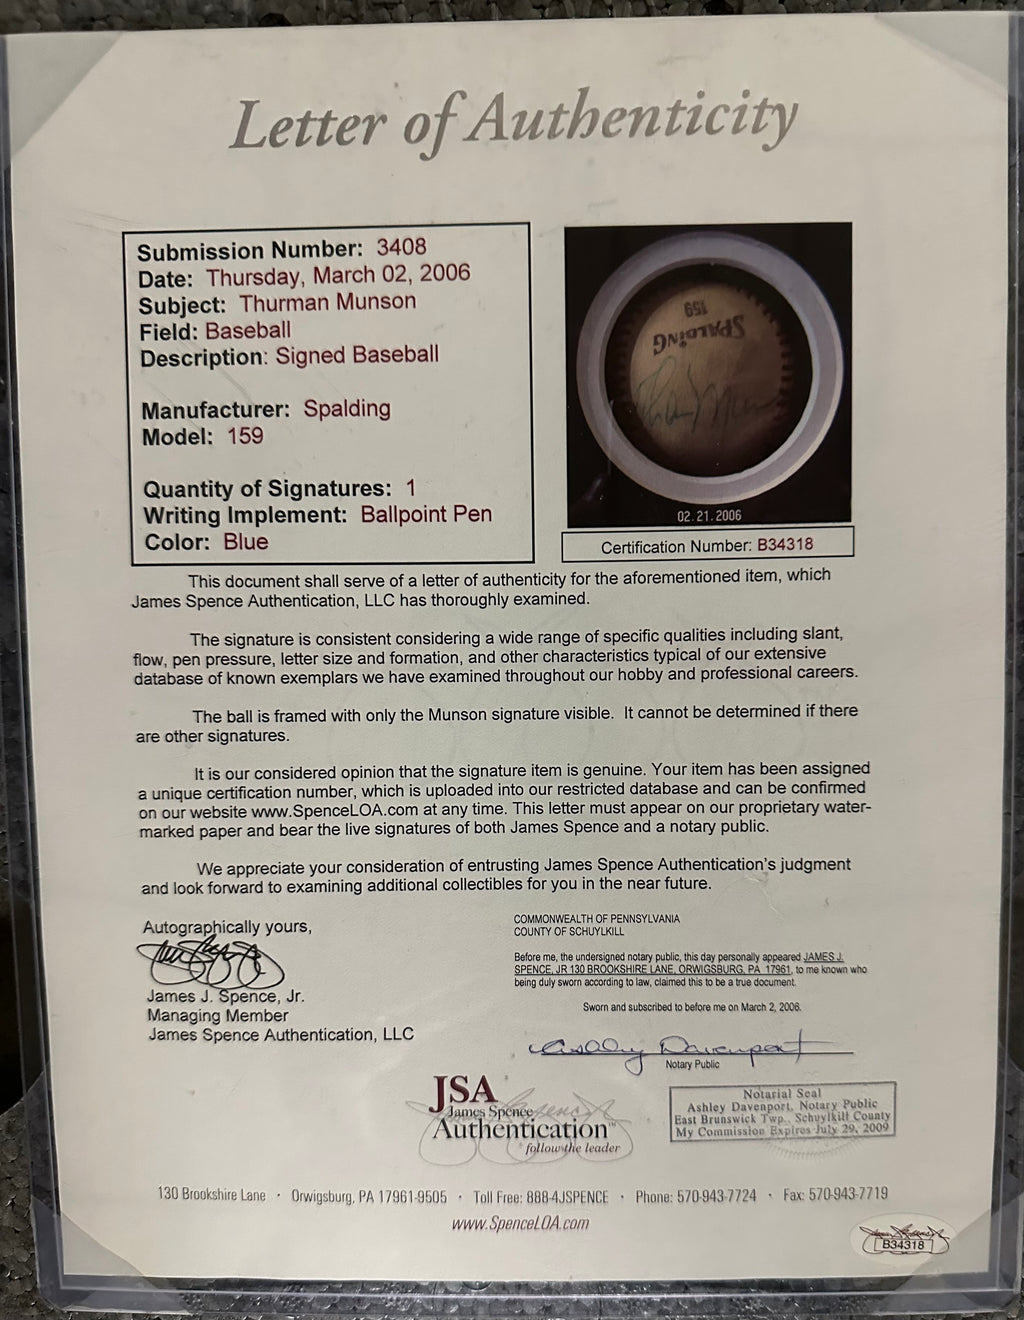 Letter of Authenticity
Submission Number: 3408
Date: Thursday, March 02, 2006
Subject: Thurman Munson
Field: Baseball
Description: Signed Baseball
Manufacturer: Spalding
Model: 159
Quantity of Signatures: 1
Writing Implement: Ballpoint Pen
Color: Blue
159
SPALDING
02.21.2006
Certification Number: B34318
This document shall serve of a letter of authenticity for the aforementioned item, which
James Spence Authentication, LLC has thoroughly examined.
The signature is consistent considering a wide range of specific qualities including slant,
flow, pen pressure, letter size and formation, and other characteristics typical of our extensive
database of known exemplars we have examined throughout our hobby and professional careers.
The ball is framed with only the Munson signature visible. It cannot be determined if there
are other signatures.
It is our considered opinion that the signature item is genuine. Your item has been assigned
a unique certification number, which is uploaded into our restricted database and can be confirmed
on our website www.SpenceLOA.com at any time. This letter must appear on our proprietary water-
marked paper and bear the live signatures of both James Spence and a notary public.
We appreciate your consideration of entrusting James Spence Authentication's judgment
and look forward to examining additional collectibles for you in the near future.
Autographically yours,
James J. Spence, Jr.
Managing Member
James Spence Authentication, LLC
COMMONWEALTH OF PENNSYLVANIA
COUNTY OF SCHUYLKILL
Before me, the undersigned notary public, this day personally appeared JAMES J.
SPENCE, JR 130 BROOKSHIRE LANE, ORWIGSBURG, PA 17961, to me known who
being duly sworn according to law, claimed this to be a true document.
Sworn and subscribed to before me on March 2, 2006.
Ashley Davenport
Notary Public
Notarial Seal
Ashley Davenport, Notary Public
East Brunswick Twp., Schuylkill County
My Commission Expires July 29, 2009
JSA
James Spence
Authentication™
follow the leader
130 Brookshire Lane · Orwigsburg, PA 17961-9505 · Toll Free: 888-4JSPENCE · Phone: 570-943-7724 · Fax: 570-943-7719
www.SpenceLOA.com
B34318